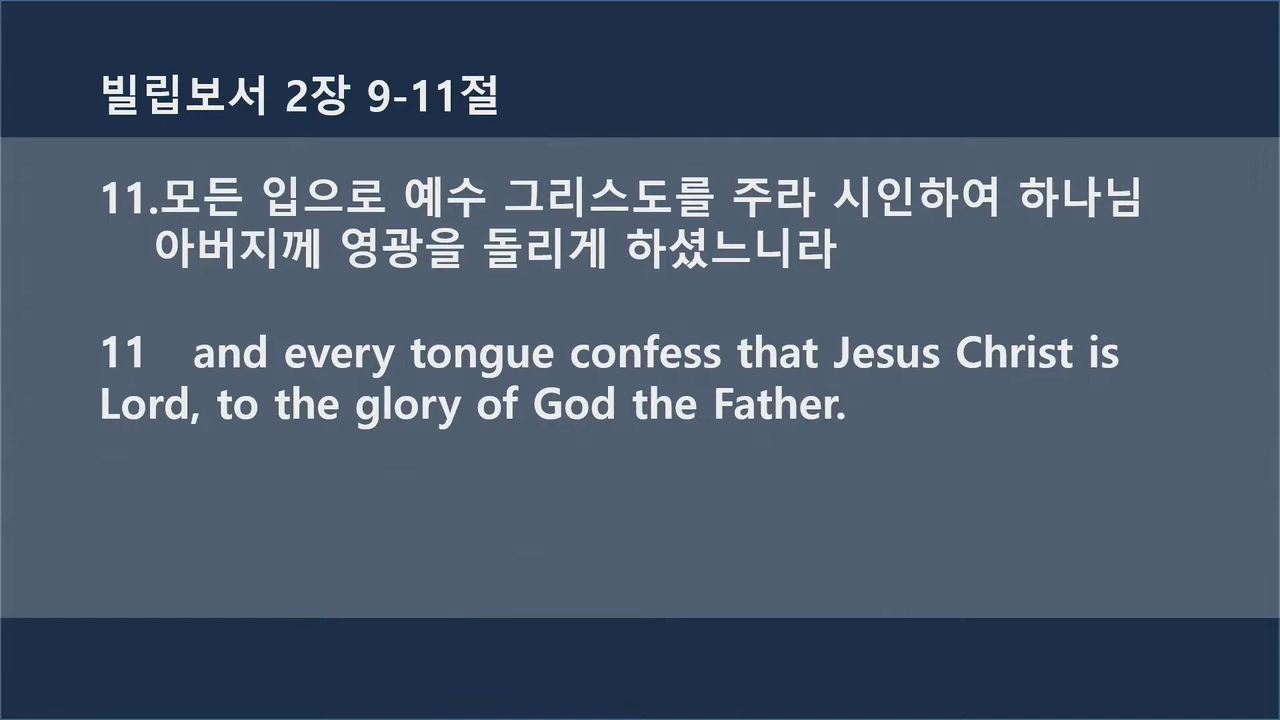 빌립보서 2장 9-11절
11.모든 입으로 예수 그리스도를 주라 시인하여 하나님
아버지께 영광을 돌리게 하셨느니라
11 and every tongue confess that Jesus Christ is
Lord, to the glory of God the Father.